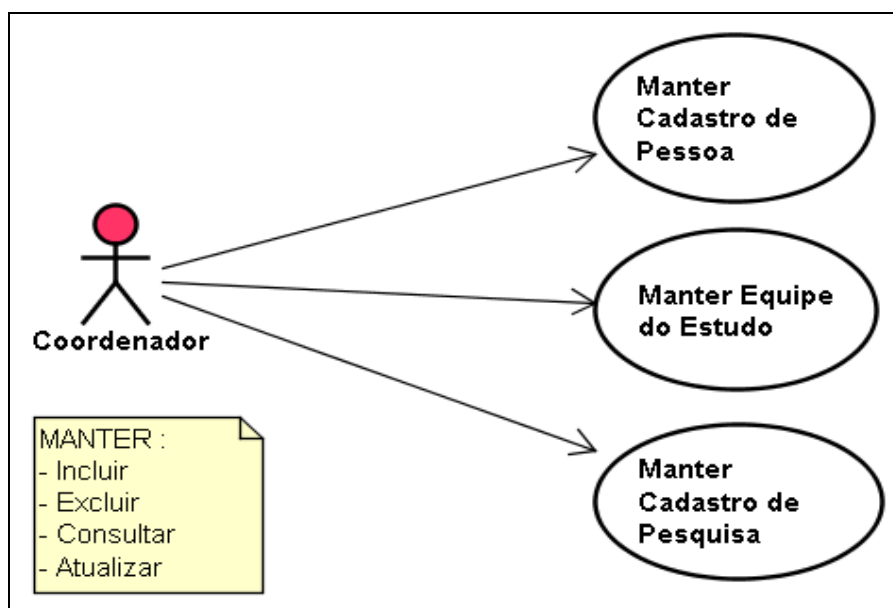 Manter
Cadastro de
Pessoa
Manter Equipe
do Estudo
Coordenador
MANTER :
- Incluir
- Excluir
- Consultar
- Atualizar
Manter
Cadastro de
Pesquisa